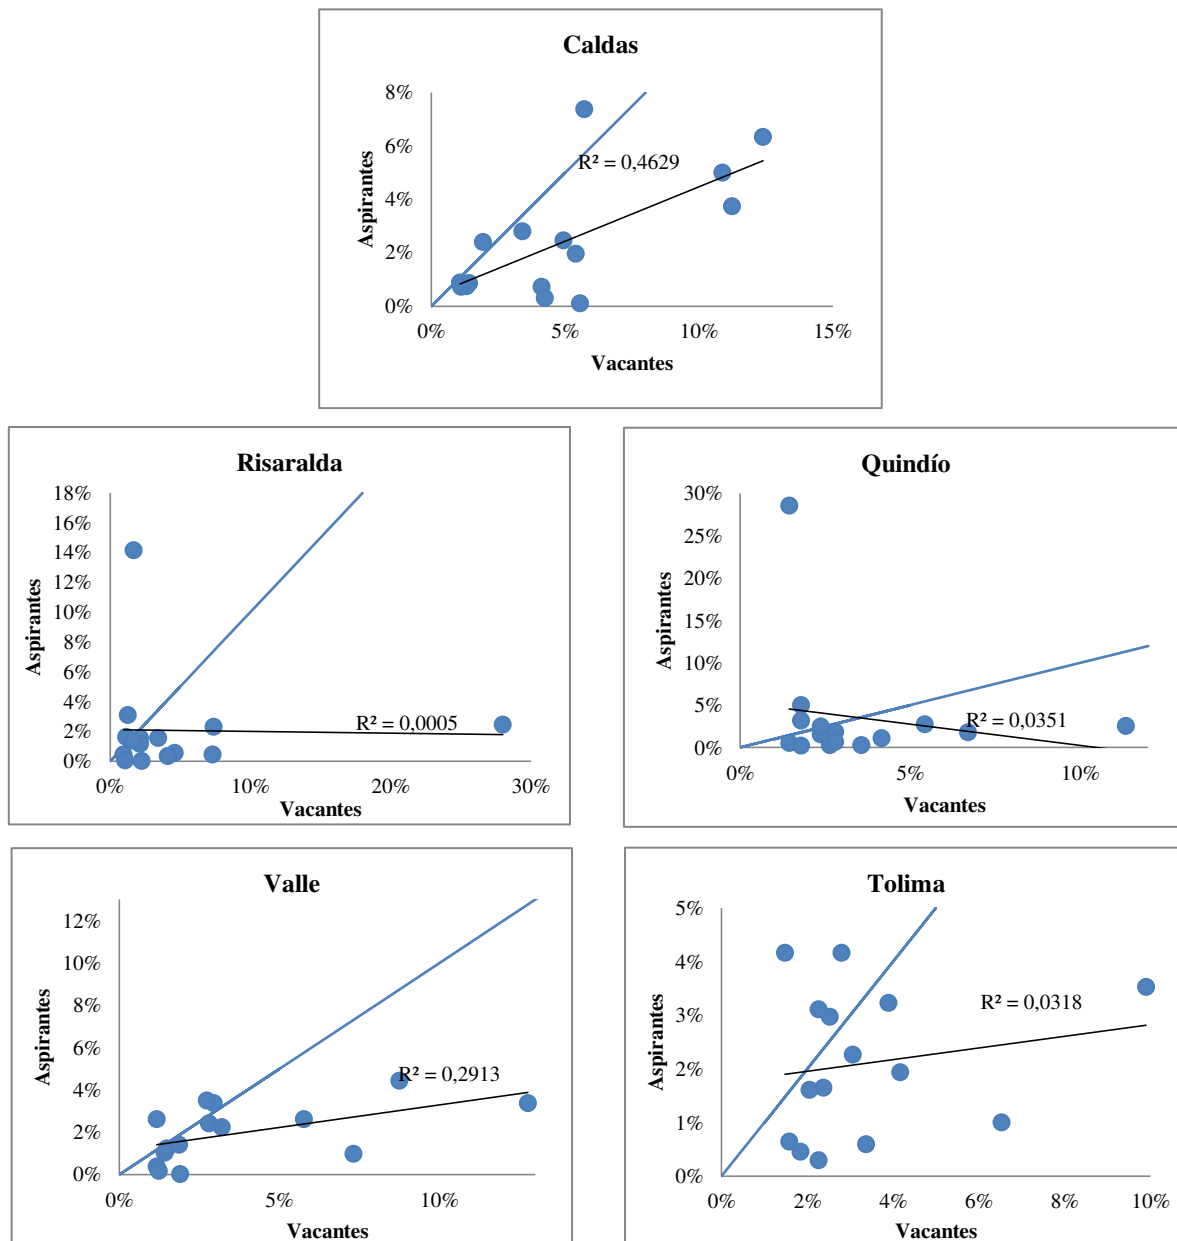 Caldas
8%
6%
4%
2%
0%
Aspirantes
R² = 0,4629
0%
5%
10%
15%
Vacantes
Risaralda
18%
16%
14%
12%
10%
8%
6%
4%
2%
0%
Aspirantes
R² = 0,0005
0%
10%
20%
30%
Vacantes
Quindío
30%
25%
20%
15%
10%
5%
0%
Aspirantes
R² = 0,0351
0%
5%
10%
Vacantes
Valle
12%
10%
8%
6%
4%
2%
0%
Aspirantes
R² = 0,2913
0%
5%
10%
Vacantes
Tolima
5%
4%
3%
2%
1%
0%
Aspirantes
R² = 0,0318
0%
2%
4%
6%
8%
10%
Vacantes